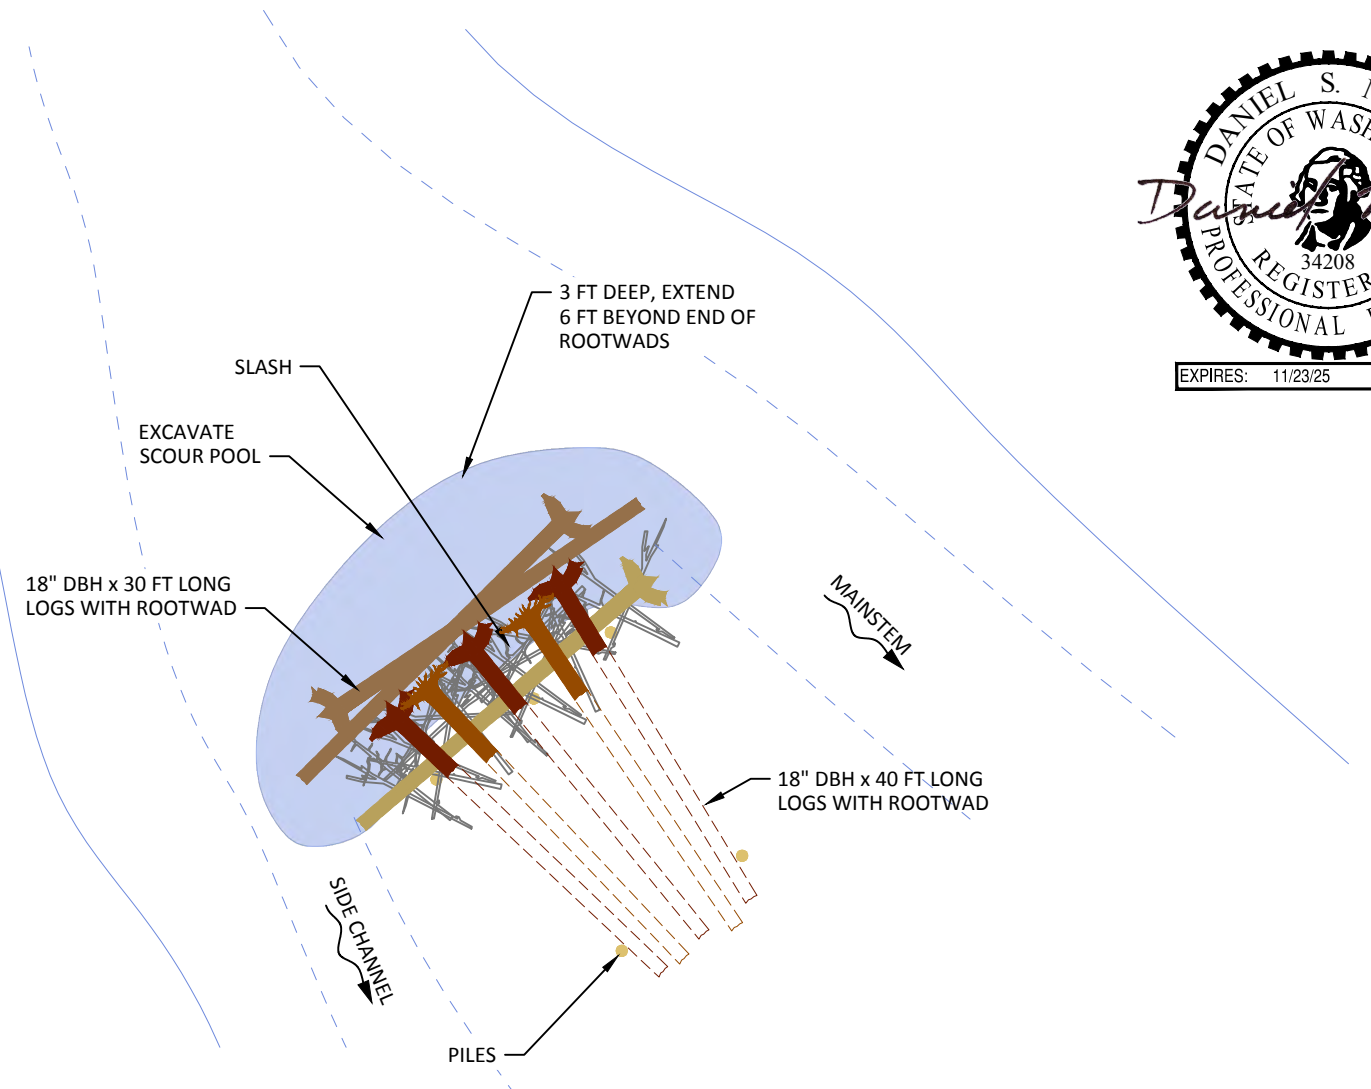 DANIEL S.
STATE OF
34208
PROFESSIONAL
EXPIRES: 11/23/25
3 FT DEEP, EXTEND
6 FT BEYOND END OF
ROOTWADS
SLASH
EXCAVATE
SCOUR POOL
18" DBH x 30 FT LONG
LOGS WITH ROOTWAD
MAINSTEM
18" DBH x 40 FT LONG
LOGS WITH ROOTWAD
SIDE CHANNEL
PILES